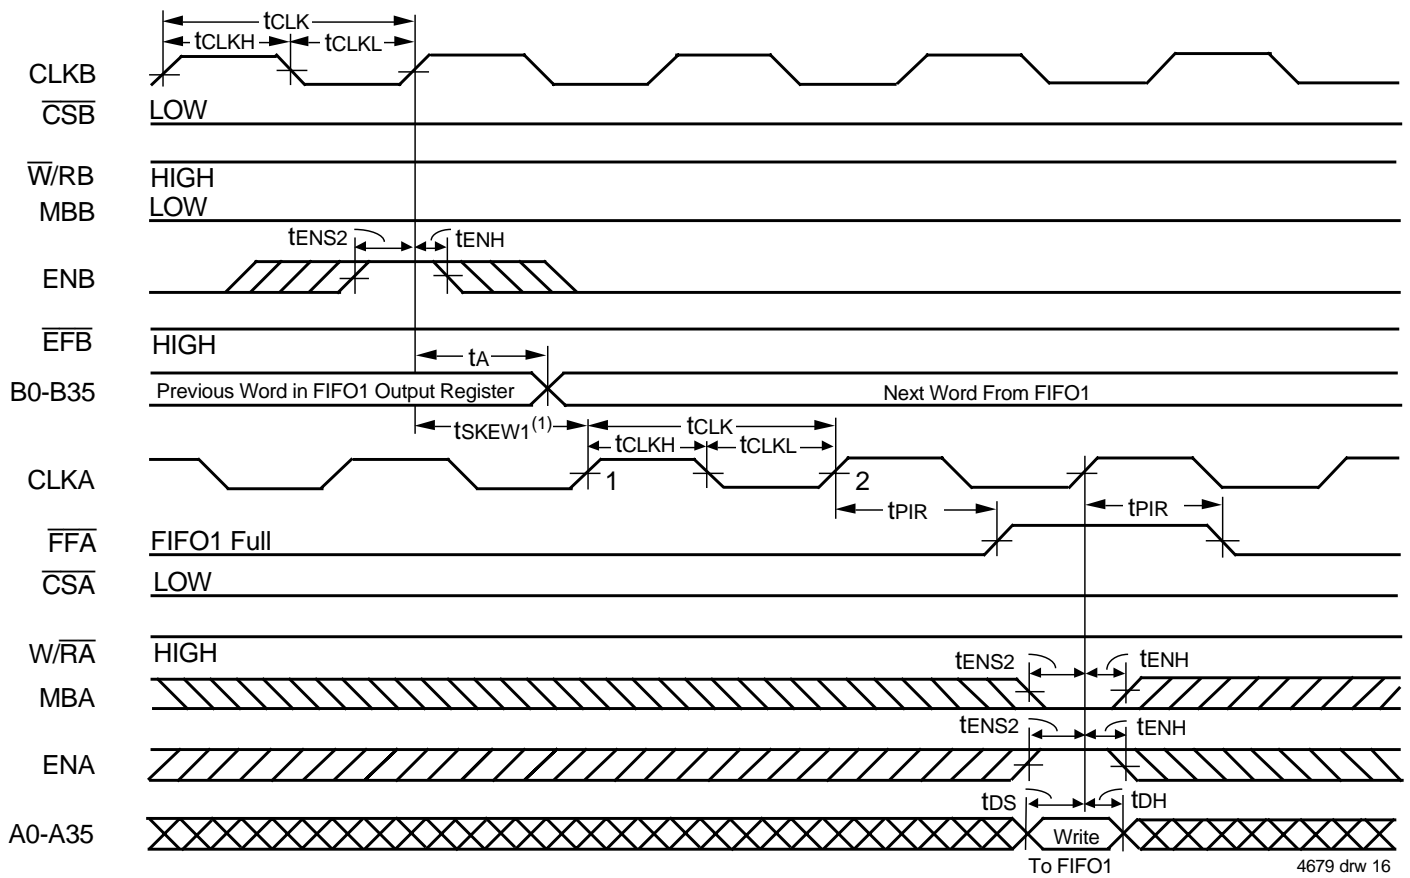 tCLK
tCLKH tCLKL
CLKB
CSB LOW
W/RB HIGH
MBB LOW
tENS2 tENH
ENB
EFB HIGH
tA
B0-B35 Previous Word in FIFO1 Output Register Next Word From FIFO1
tSKEW1(1) tCLK
tCLKH tCLKL
CLKA 1 2
tPIR tPIR
FFA FIFO1 Full
CSA LOW
W/RA HIGH
tENS2 tENH
MBA
tENS2 tENH
ENA
tDS tDH
A0-A35 Write
To FIFO1 4679 drw 16